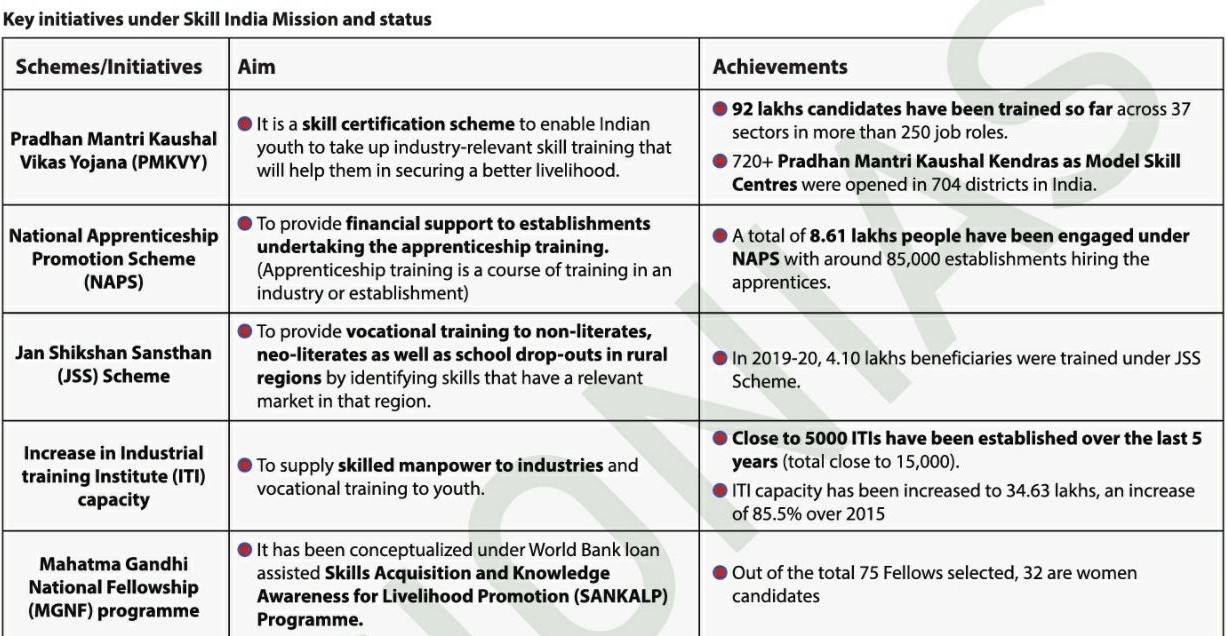 Key initiatives under Skill India Mission and status
Schemes/Initiatives
Aim
Achievements
Pradhan Mantri Kaushal
Vikas Yojana (PMKVY)
It is a skill certification scheme to enable Indian
youth to take up industry-relevant skill training that
will help them in securing a better livelihood.
92 lakhs candidates have been trained so far across 37
sectors in more than 250 job roles.
720+ Pradhan Mantri Kaushal Kendras as Model Skill
Centres were opened in 704 districts in India.
National Apprenticeship
Promotion Scheme
(NAPS)
To provide financial support to establishments
undertaking the apprenticeship training.
(Apprenticeship training is a course of training in an
industry or establishment)
A total of 8.61 lakhs people have been engaged under
NAPS with around 85,000 establishments hiring the
apprentices.
Jan Shikshan Sansthan
(JSS) Scheme
To provide vocational training to non-literates,
neo-literates as well as school drop-outs in rural
regions by identifying skills that have a relevant
market in that region.
In 2019-20, 4.10 lakhs beneficiaries were trained under JSS
Scheme.
Increase in Industrial
training Institute (ITI)
capacity
To supply skilled manpower to industries and
vocational training to youth.
Close to 5000 ITIs have been established over the last 5
years (total close to 15,000).
ITI capacity has been increased to 34.63 lakhs, an increase
of 85.5% over 2015
Mahatma Gandhi
National Fellowship
(MGNF) programme
It has been conceptualized under World Bank loan
assisted Skills Acquisition and Knowledge
Awareness for Livelihood Promotion (SANKALP)
Programme.
Out of the total 75 Fellows selected, 32 are women
candidates